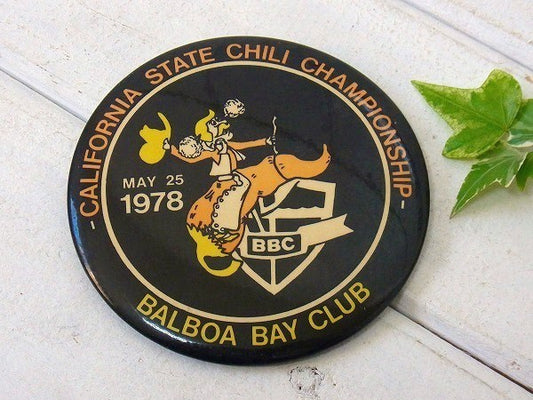 - CALIFORNIA STATE CHILI CHAMPIONSHIP -
MAY 25
1978
BBC
BALBOA BAY CLUB